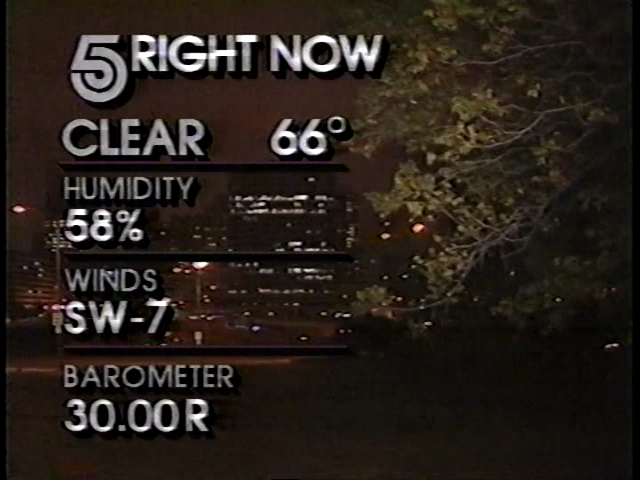 5 RIGHT NOW
CLEAR 66°
HUMIDITY
58%
WINDS
SW-7
BAROMETER
30.00 R